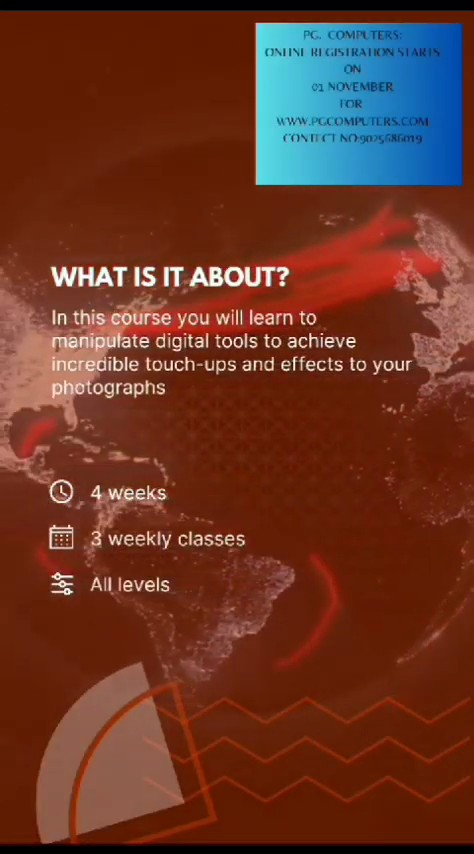 PG. COMPUTERS:
ONLINE REGISTRATION STARTS
ON
01 NOVEMBER
FOR
WWW.PGCOMPUTERS.COM
CONTECT NO:9025686019
WHAT IS IT ABOUT?
In this course you will learn to
manipulate digital tools to achieve
incredible touch-ups and effects to your
photographs
4 weeks
3 weekly classes
All levels